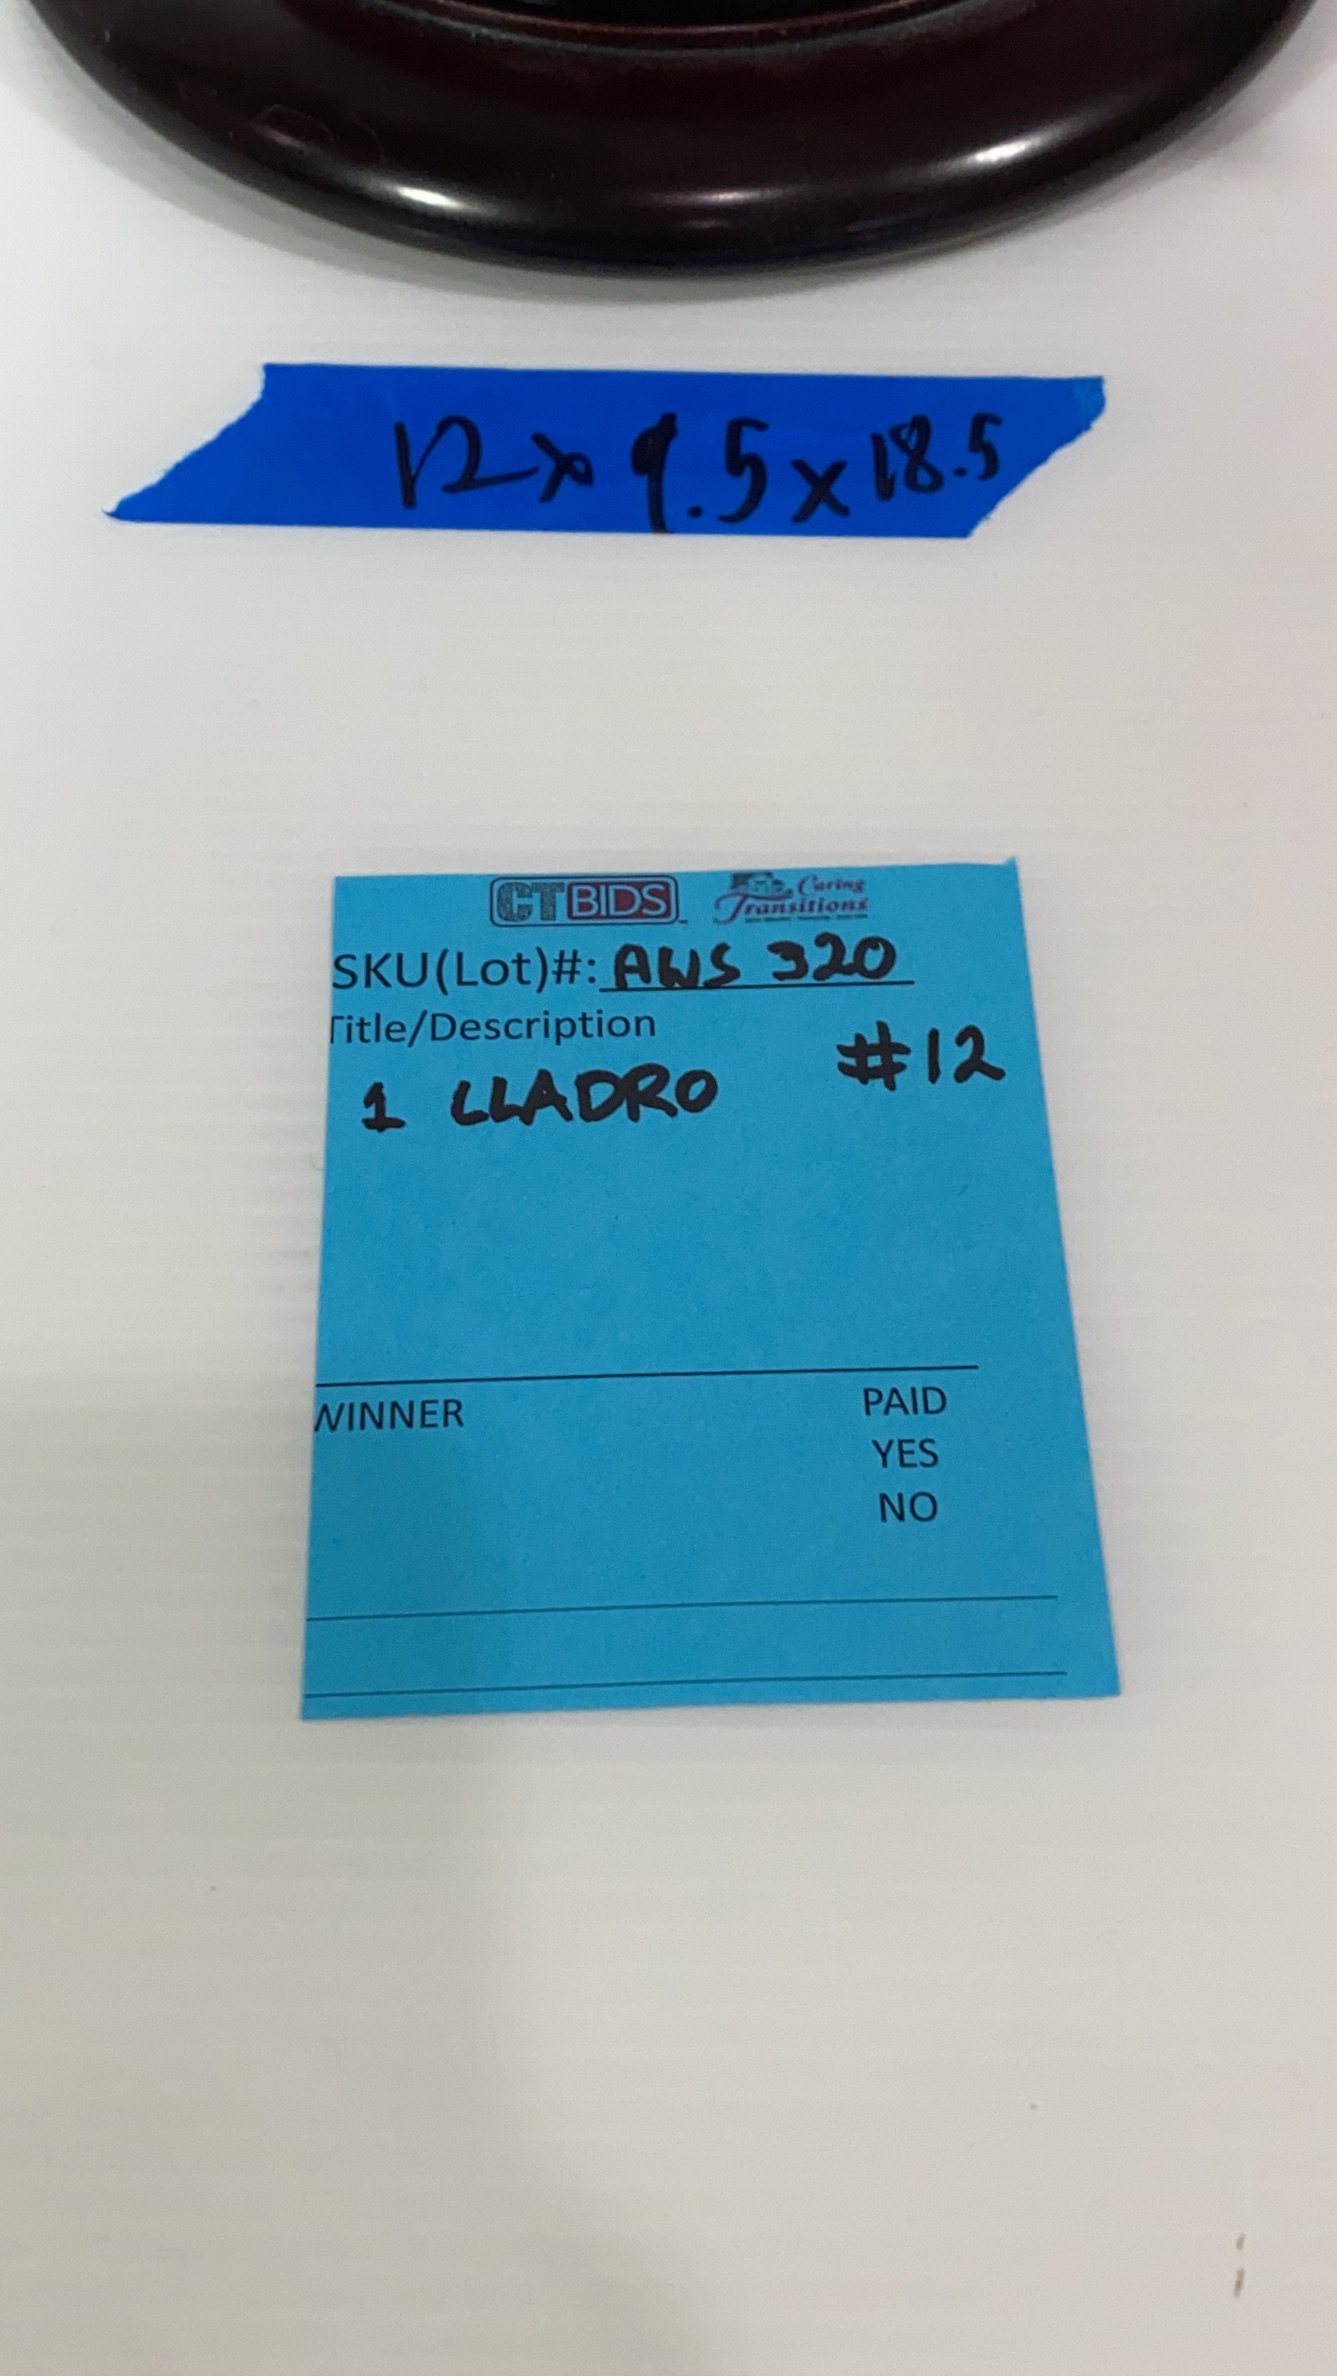 12 x 9.5 x 18.5
CTBIDS Caring Transitions
SKU(Lot)#: AWS 320
Title/Description
#12
1 LLADRO
WINNER PAID
YES
NO